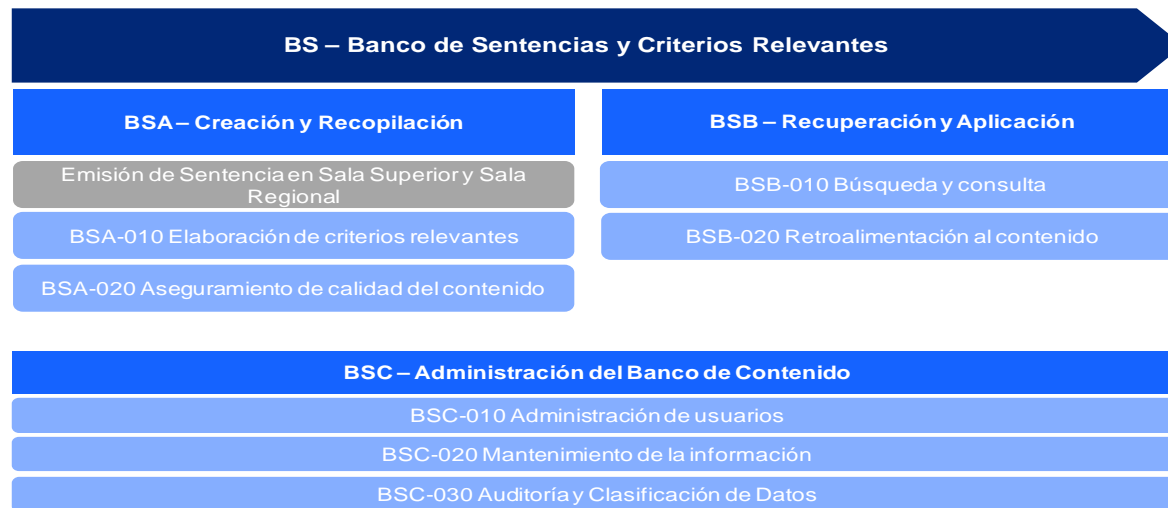 BS – Banco de Sentencias y Criterios Relevantes
BSA – Creación y Recopilación
Emisión de Sentencia en Sala Superior y Sala
Regional
BSA-010 Elaboración de criterios relevantes
BSA-020 Aseguramiento de calidad del contenido
BSB – Recuperación y Aplicación
BSB-010 Búsqueda y consulta
BSB-020 Retroalimentación al contenido
BSC – Administración del Banco de Contenido
BSC-010 Administración de usuarios
BSC-020 Mantenimiento de la información
BSC-030 Auditoría y Clasificación de Datos